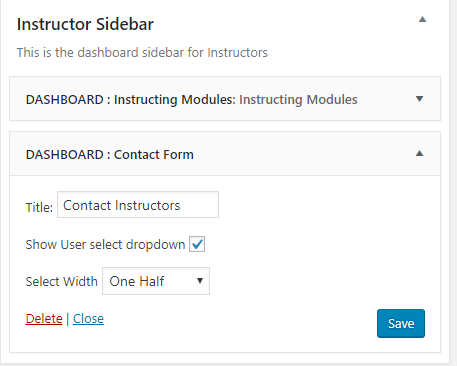 Instructor Sidebar
This is the dashboard sidebar for Instructors
DASHBOARD : Instructing Modules: Instructing Modules
DASHBOARD : Contact Form
Title: Contact Instructors
Show User select dropdown
Select Width One Half
Delete | Close Save